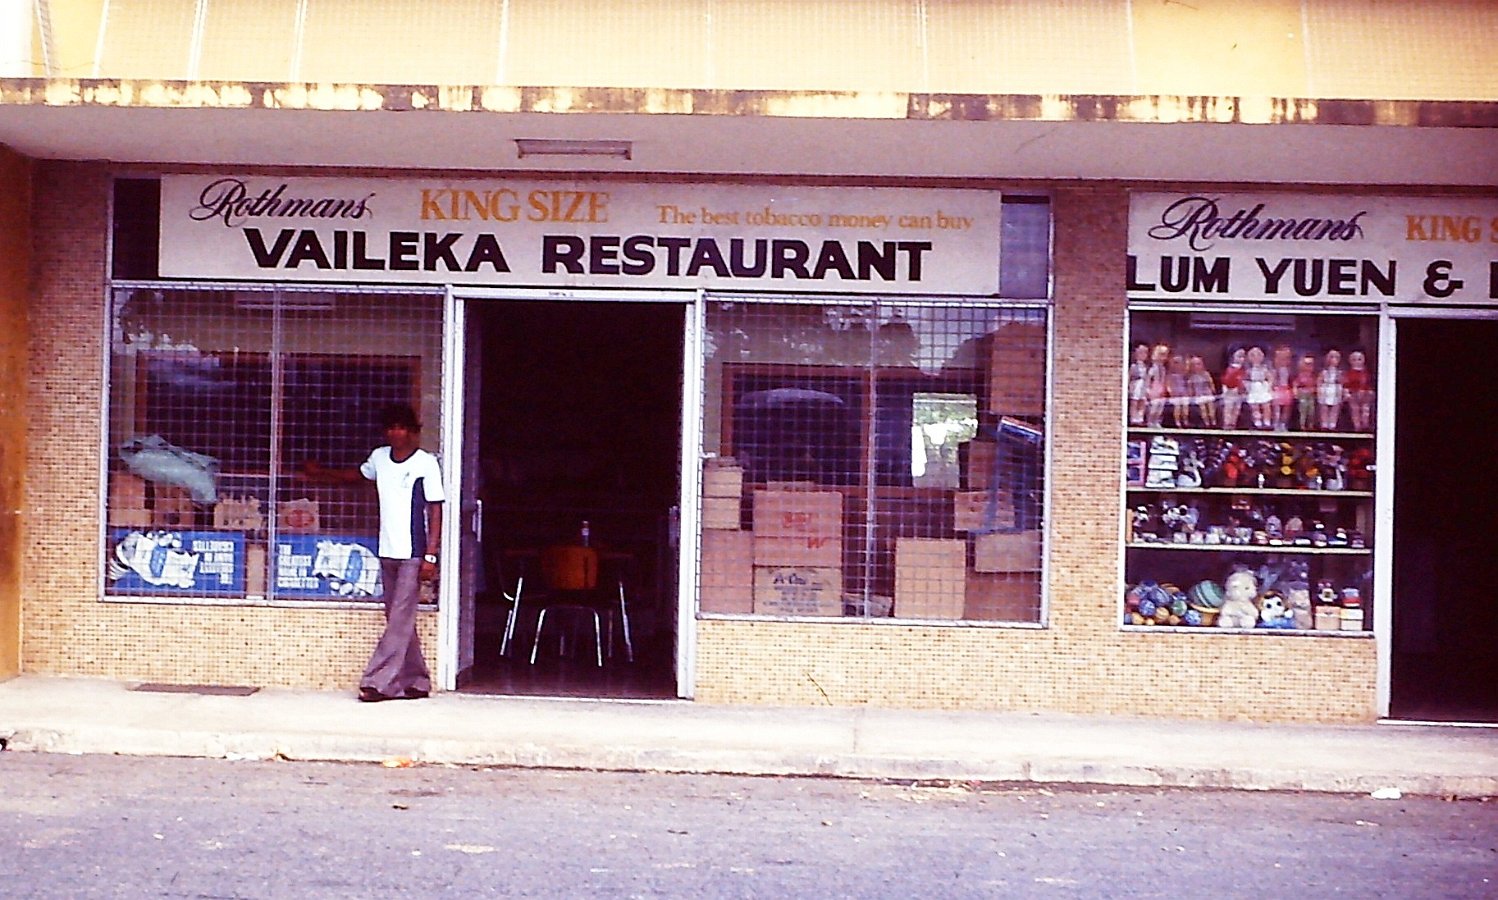 Rothmans KING SIZE The best tobacco money can buy
VAILEKA RESTAURANT
Rothmans KING
LUM YUEN &